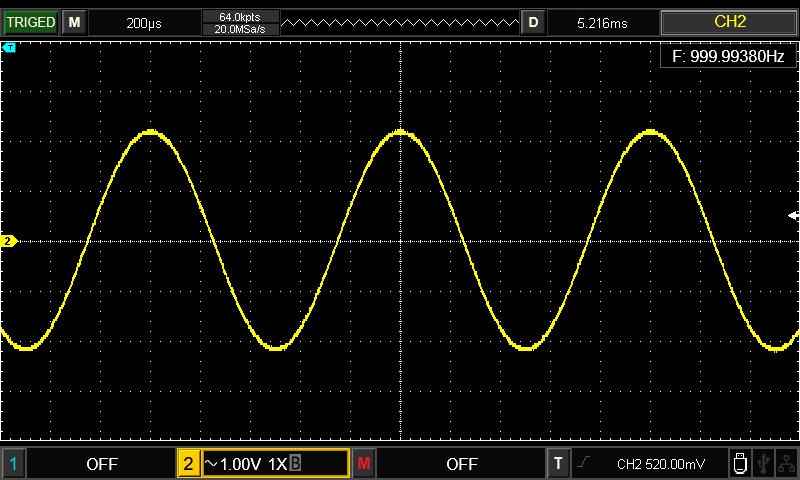 TRIGED M 200μs 64.0kpts D 5.216ms CH2
20.0MSa/s
T
F: 999.99380Hz
2
1 OFF 2 ~1.00V 1X B M OFF T CH2 520.00mV